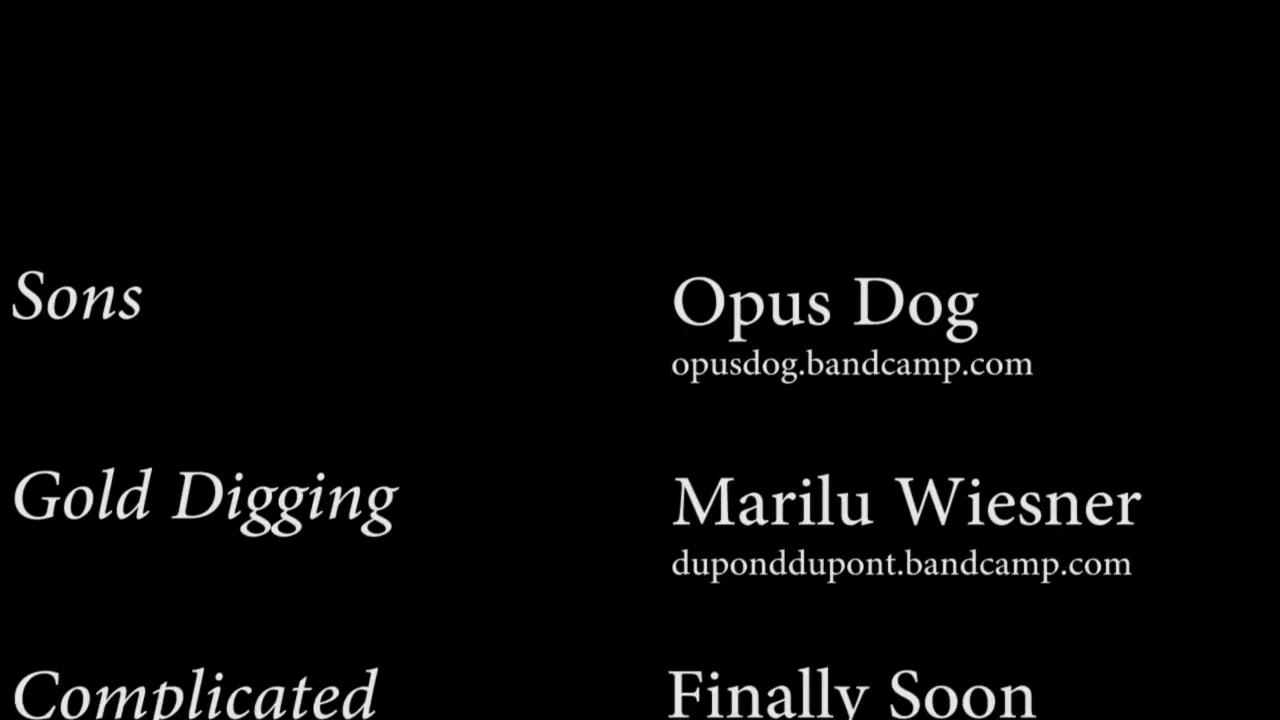 Sons
Opus Dog
opusdog.bandcamp.com
Gold Digging
Marilu Wiesner
duponddupont.bandcamp.com
Complicated
Finally Soon